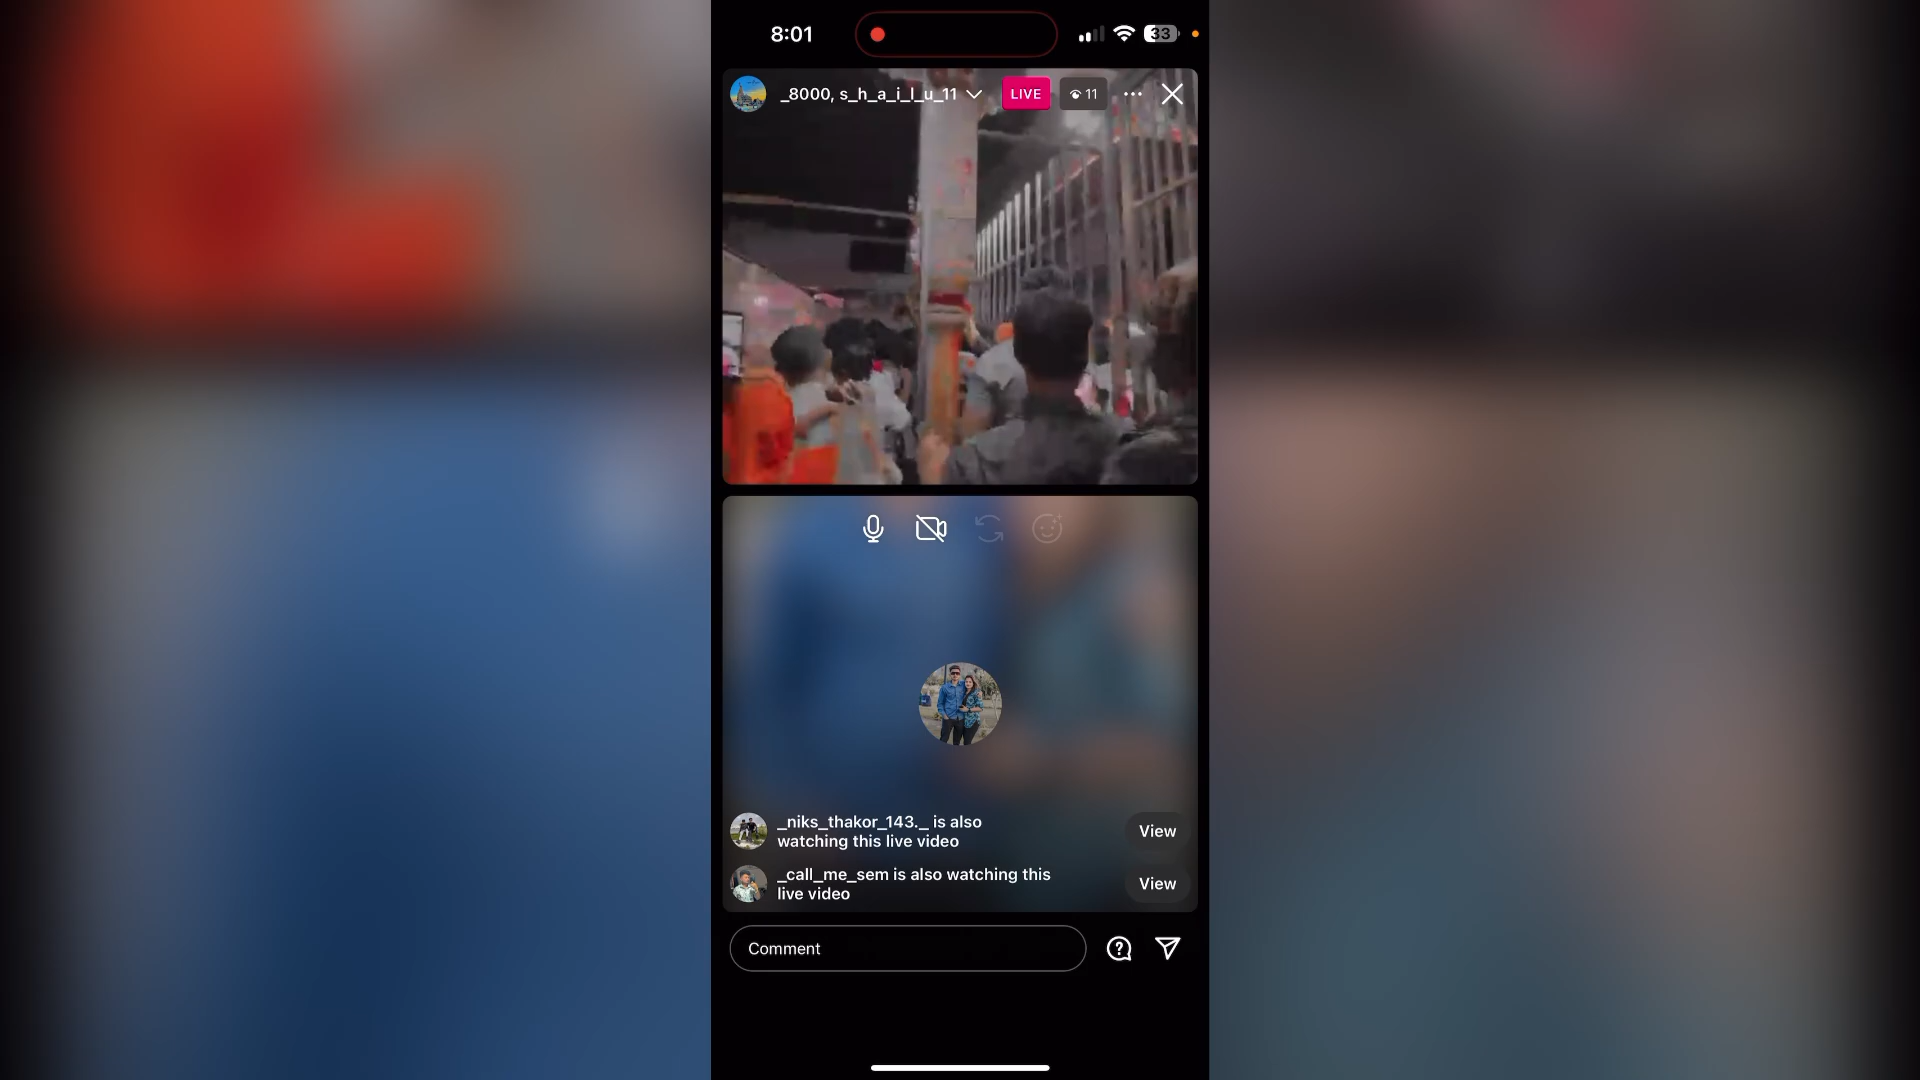 8:01
33
_8000, s_h_a_i_l_u_11
LIVE
11
_niks_thakor_143._ is also
watching this live video
View
_call_me_sem is also watching this
live video
View
Comment